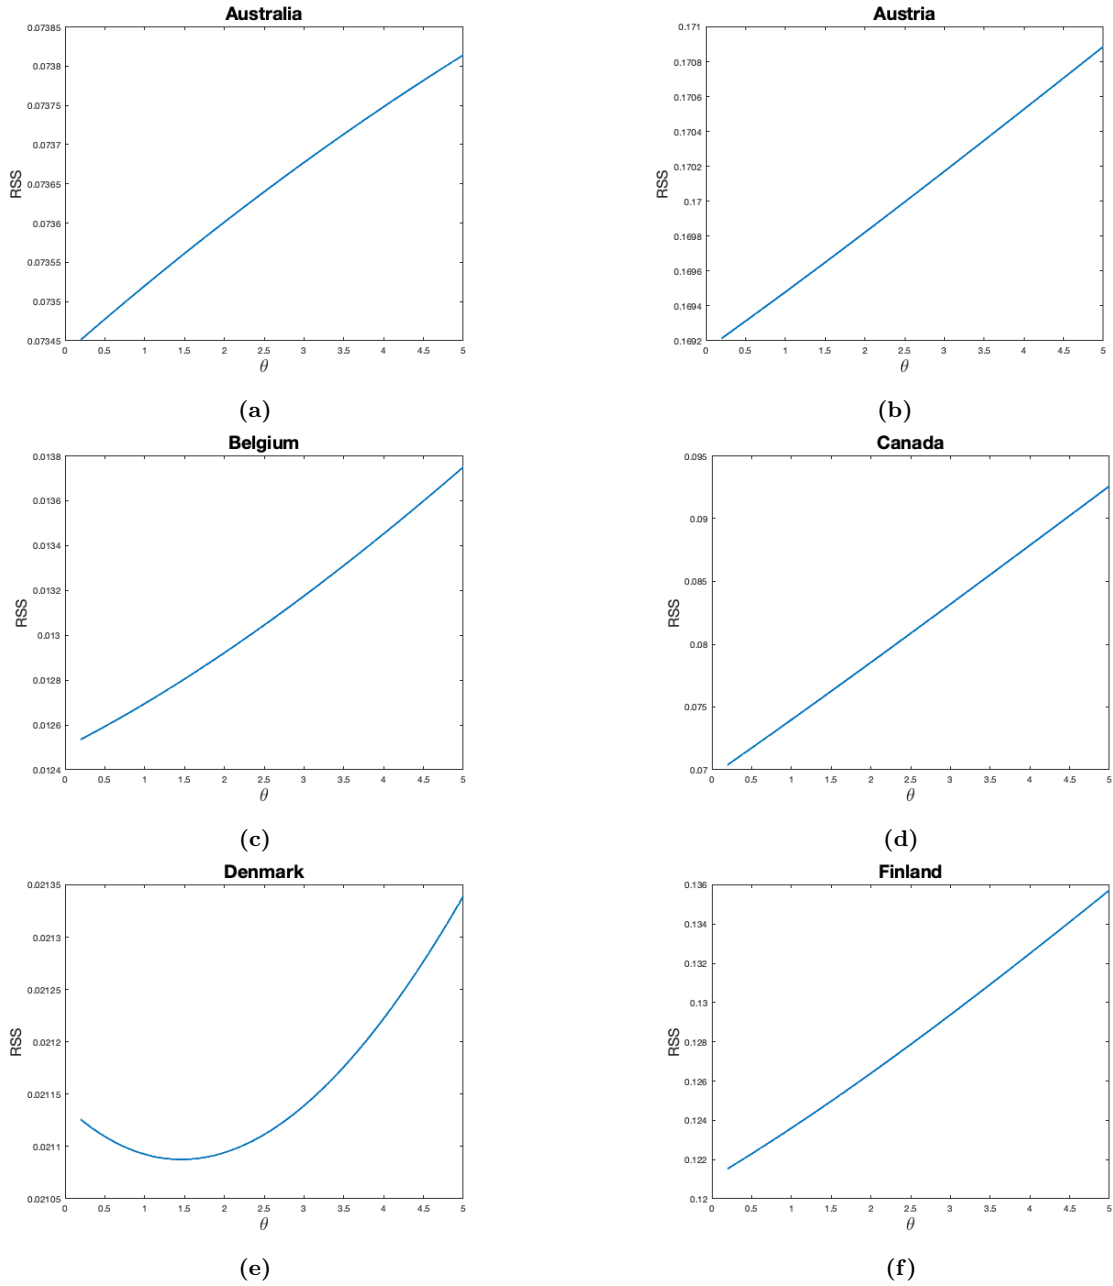 Australia
0.07385
0.0738
0.07375
0.0737
0.07365
0.0736
0.07355
0.0735
0.07345
RSS
0 0.5 1 1.5 2 2.5 3 3.5 4 4.5 5
θ
(a)
Austria
0.171
0.1708
0.1706
0.1704
0.1702
0.17
0.1698
0.1696
0.1694
0.1692
RSS
0 0.5 1 1.5 2 2.5 3 3.5 4 4.5 5
θ
(b)
Belgium
0.0138
0.0136
0.0134
0.0132
0.013
0.0128
0.0126
0.0124
RSS
0 0.5 1 1.5 2 2.5 3 3.5 4 4.5 5
θ
(c)
Canada
0.095
0.09
0.085
0.08
0.075
0.07
RSS
0 0.5 1 1.5 2 2.5 3 3.5 4 4.5 5
θ
(d)
Denmark
0.02135
0.0213
0.02125
0.0212
0.02115
0.0211
0.02105
RSS
0 0.5 1 1.5 2 2.5 3 3.5 4 4.5 5
θ
(e)
Finland
0.136
0.134
0.132
0.13
0.128
0.126
0.124
0.122
0.12
RSS
0 0.5 1 1.5 2 2.5 3 3.5 4 4.5 5
θ
(f)